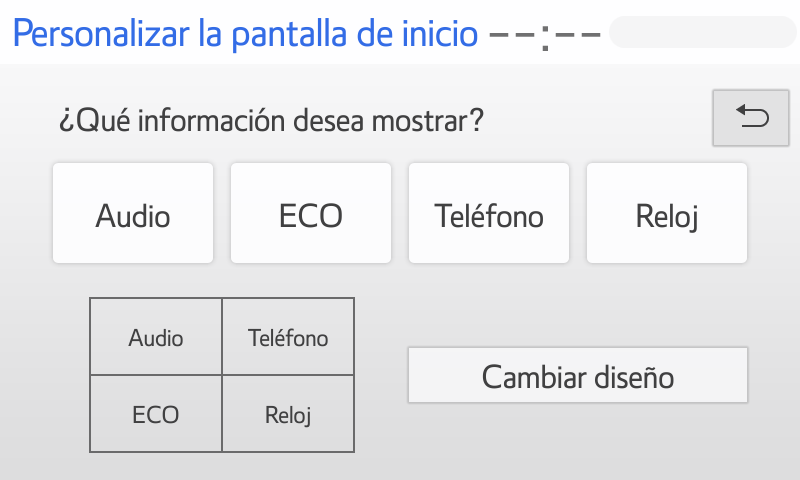 Personalizar la pantalla de inicio --:--
¿Qué información desea mostrar?
Audio ECO Teléfono Reloj
Audio Teléfono
ECO Reloj
Cambiar diseño